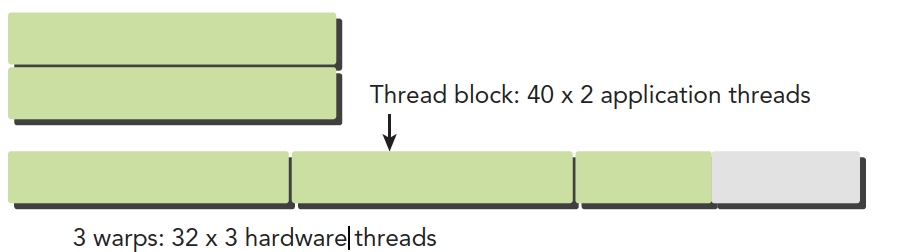 Thread block: 40 x 2 application threads
3 warps: 32 x 3 hardware threads